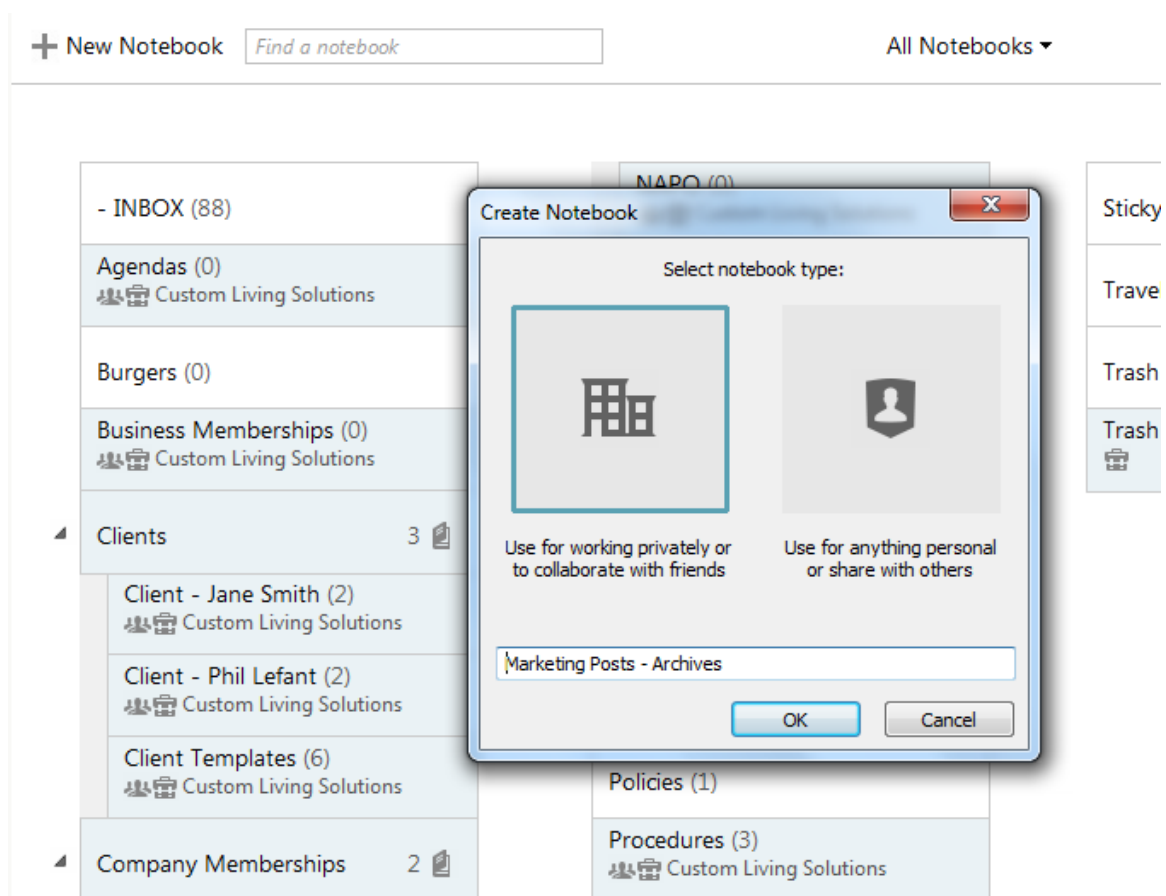 New Notebook
Find a notebook
All Notebooks
- INBOX (88)
Agendas (0)
Custom Living Solutions
Burgers (0)
Business Memberships (0)
Custom Living Solutions
Clients 3
Client - Jane Smith (2)
Custom Living Solutions
Client - Phil Lefant (2)
Custom Living Solutions
Client Templates (6)
Custom Living Solutions
Company Memberships 2
NAPO (0)
Custom Living Solutions
Create Notebook
Select notebook type:
Use for working privately or
to collaborate with friends
Use for anything personal
or share with others
Marketing Posts - Archives
OK
Cancel
Policies (1)
Procedures (3)
Custom Living Solutions
Sticky
Trave
Trash
Trash